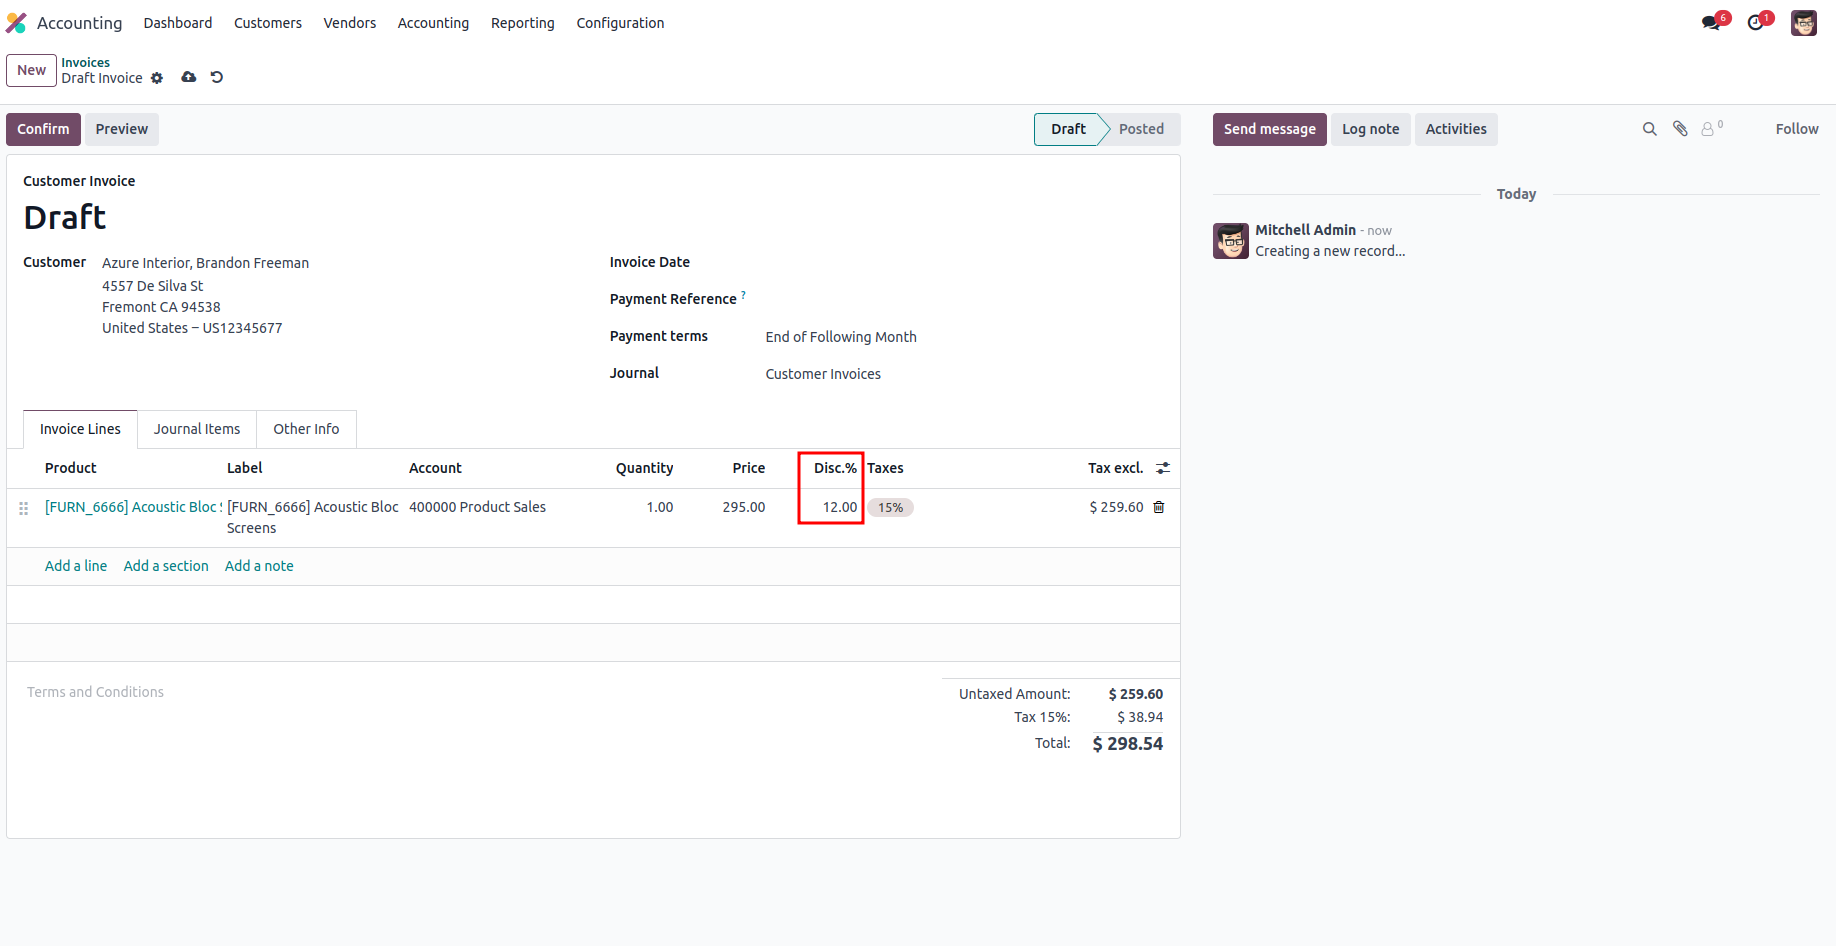 Accounting Dashboard Customers Vendors Accounting Reporting Configuration 6 1
New Invoices
Draft Invoice
Confirm Preview Draft Posted Send message Log note Activities 0 Follow
Customer Invoice
Draft
Today
Mitchell Admin - now
Creating a new record...
Customer Azure Interior, Brandon Freeman
4557 De Silva St
Fremont CA 94538
United States – US12345677
Invoice Date
Payment Reference ?
Payment terms End of Following Month
Journal Customer Invoices
Invoice Lines Journal Items Other Info
Product Label Account Quantity Price Disc.% Taxes Tax excl.
[FURN_6666] Acoustic Bloc [FURN_6666] Acoustic Bloc 400000 Product Sales 1.00 295.00 12.00 15% $ 259.60
Screens
Add a line Add a section Add a note
Terms and Conditions
Untaxed Amount: $ 259.60
Tax 15%: $ 38.94
Total: $ 298.54